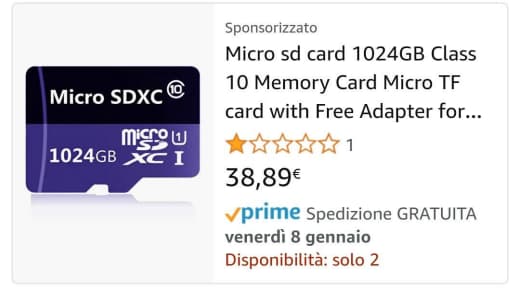 Sponsorizzato
Micro sd card 1024GB Class
10 Memory Card Micro TF
card with Free Adapter for...
1
38,89€
prime Spedizione GRATUITA
venerdì 8 gennaio
Disponibilità: solo 2
Micro SDXC 10
micro SD XC I U1
1024GB